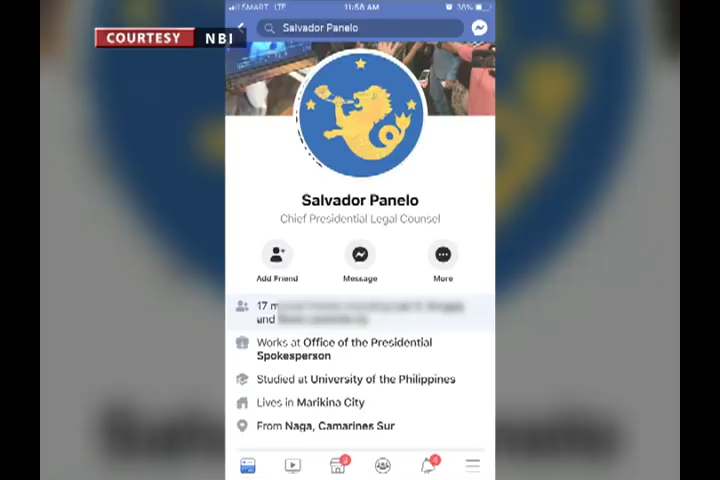 SMART LTE 11:58 AM 38%
Salvador Panelo
COURTESY NBI
Salvador Panelo
Chief Presidential Legal Counsel
Add Friend Message More
17 m
and
Works at Office of the Presidential
Spokesperson
Studied at University of the Philippines
Lives in Marikina City
From Naga, Camarines Sur